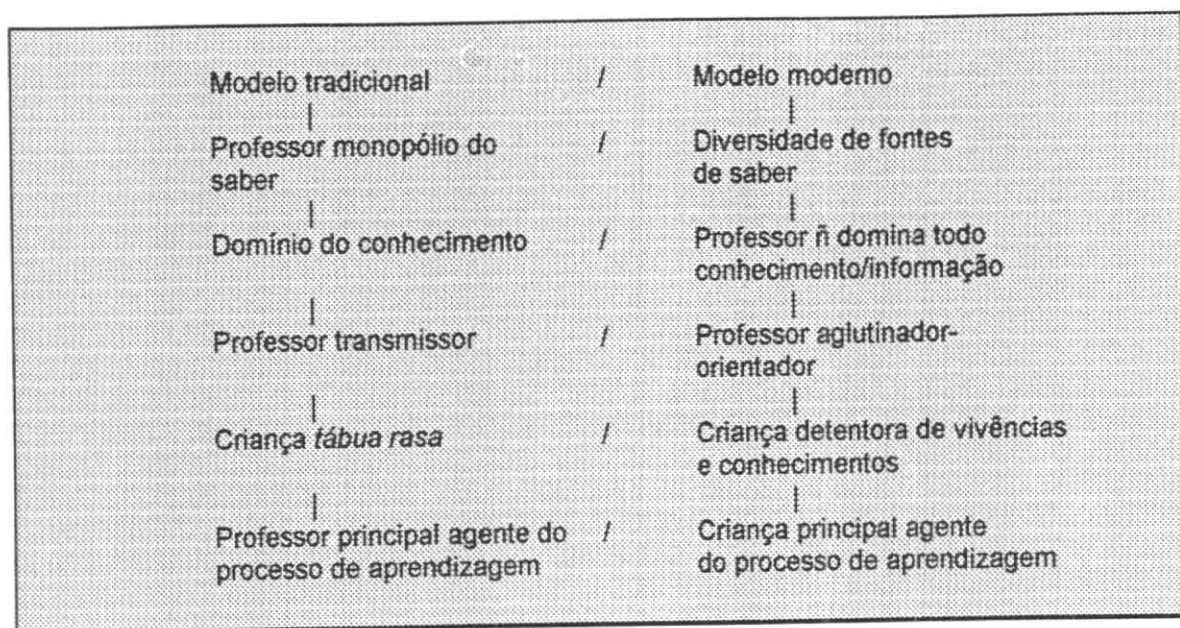 Modelo tradicional / Modelo moderno
| |
Professor monopólio do / Diversidade de fontes
saber de saber
| |
Domínio do conhecimento / Professor ñ domina todo
conhecimento/informação
| |
Professor transmissor / Professor aglutinador-
orientador
| |
Criança tábua rasa / Criança detentora de vivências
e conhecimentos
| |
Professor principal agente do / Criança principal agente
processo de aprendizagem do processo de aprendizagem